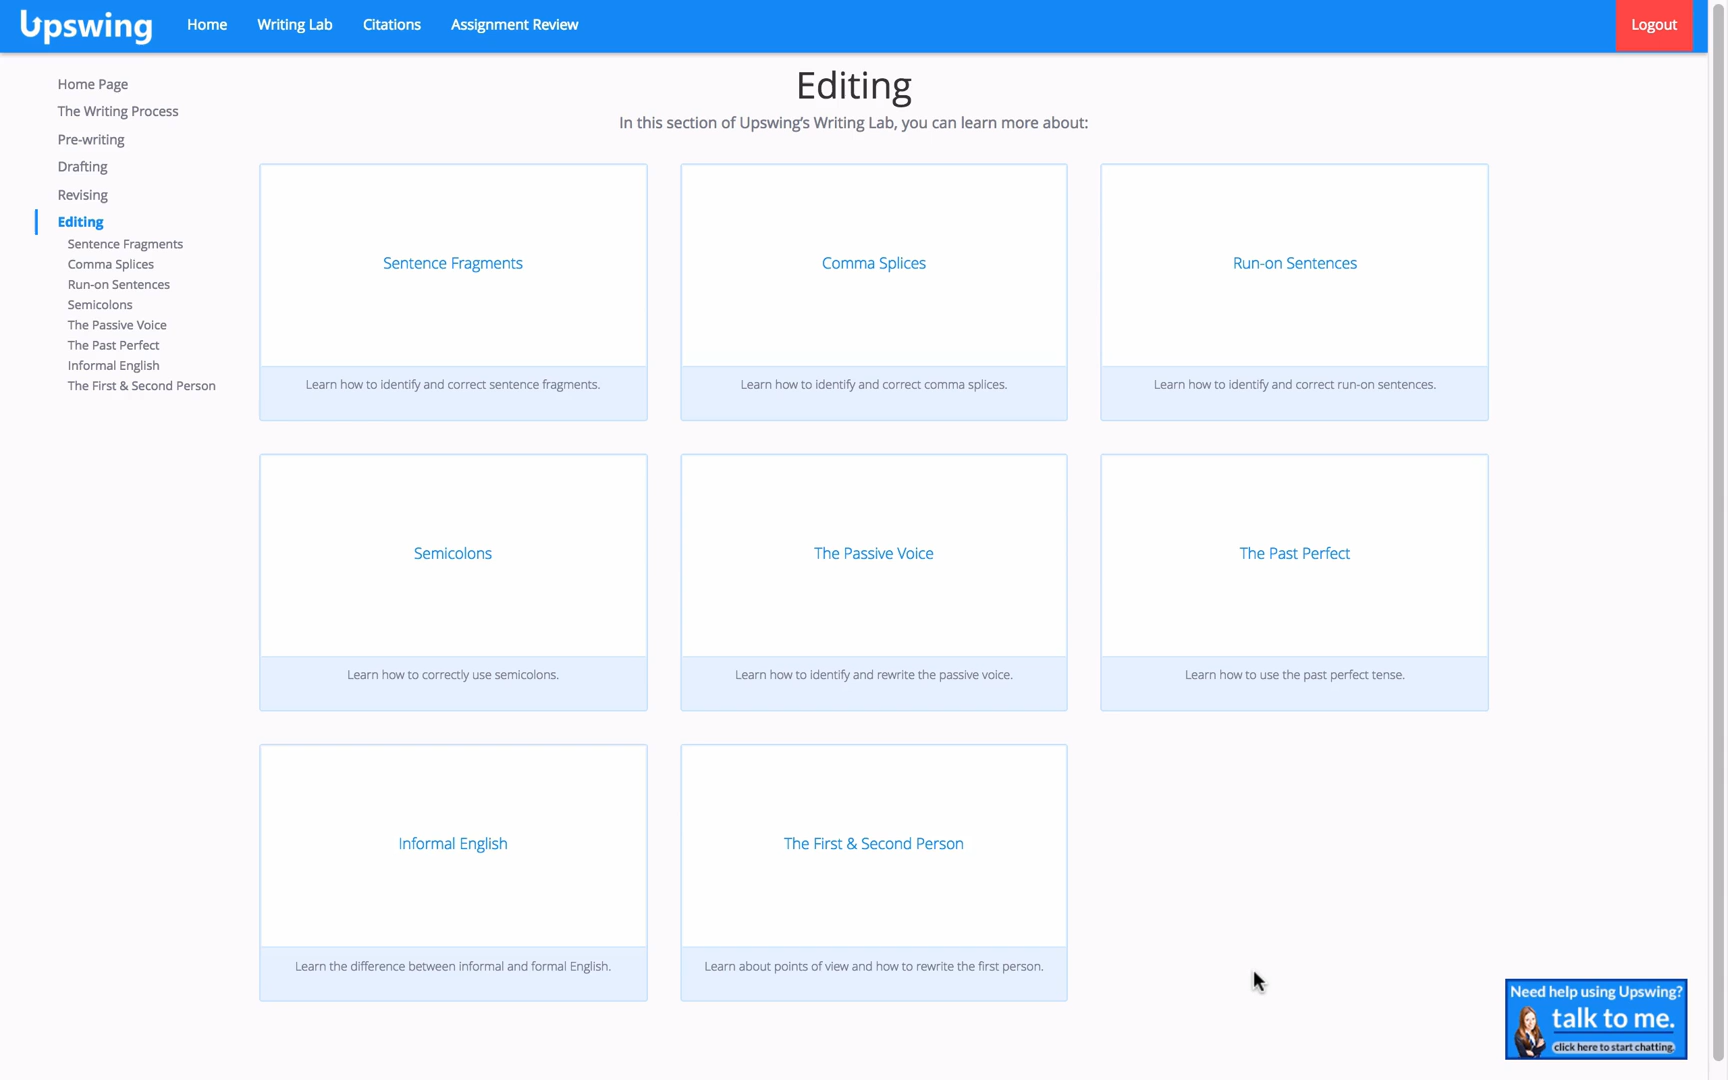 Upswing
Home
Writing Lab
Citations
Assignment Review
Logout
Home Page
The Writing Process
Pre-writing
Drafting
Revising
Editing
Sentence Fragments
Comma Splices
Run-on Sentences
Semicolons
The Passive Voice
The Past Perfect
Informal English
The First & Second Person
Editing
In this section of Upswing’s Writing Lab, you can learn more about:
Sentence Fragments
Learn how to identify and correct sentence fragments.
Comma Splices
Learn how to identify and correct comma splices.
Run-on Sentences
Learn how to identify and correct run-on sentences.
Semicolons
Learn how to correctly use semicolons.
The Passive Voice
Learn how to identify and rewrite the passive voice.
The Past Perfect
Learn how to use the past perfect tense.
Informal English
Learn the difference between informal and formal English.
The First & Second Person
Learn about points of view and how to rewrite the first person.
Need help using Upswing?
talk to me.
click here to start chatting.